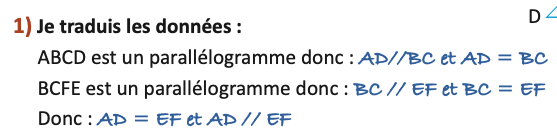 D
1) Je traduis les données :
ABCD est un parallélogramme donc : AD//BC et AD = BC
BCFE est un parallélogramme donc : BC // EF et BC = EF
Donc : AD = EF et AD // EF